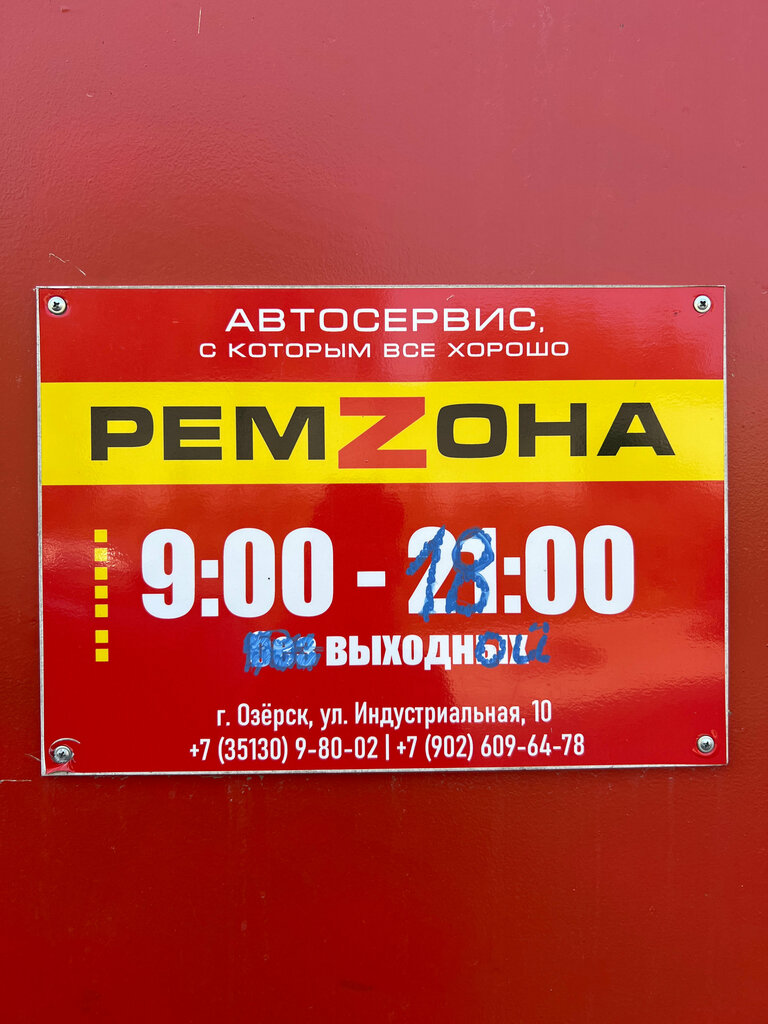 АВТОСЕРВИС,
С КОТОРЫМ ВСЕ ХОРОШО
РЕМZОНА
9:00 - 18:00
ВЫХОДНОЙ
г. Озёрск, ул. Индустриальная, 10
+7 (35130) 9-80-02 | +7 (902) 609-64-78